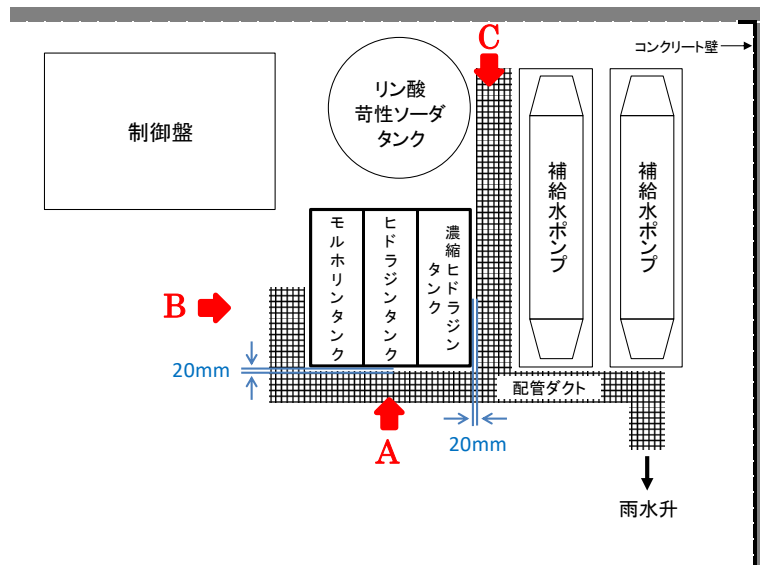 C
コンクリート壁
リン酸
苛性ソーダ
タンク
制御盤
補給水ポンプ
補給水ポンプ
モルホリンタンク
ヒドラジンタンク
濃縮ヒドラジン
タンク
B
20mm
配管ダクト
A
20mm
雨水升